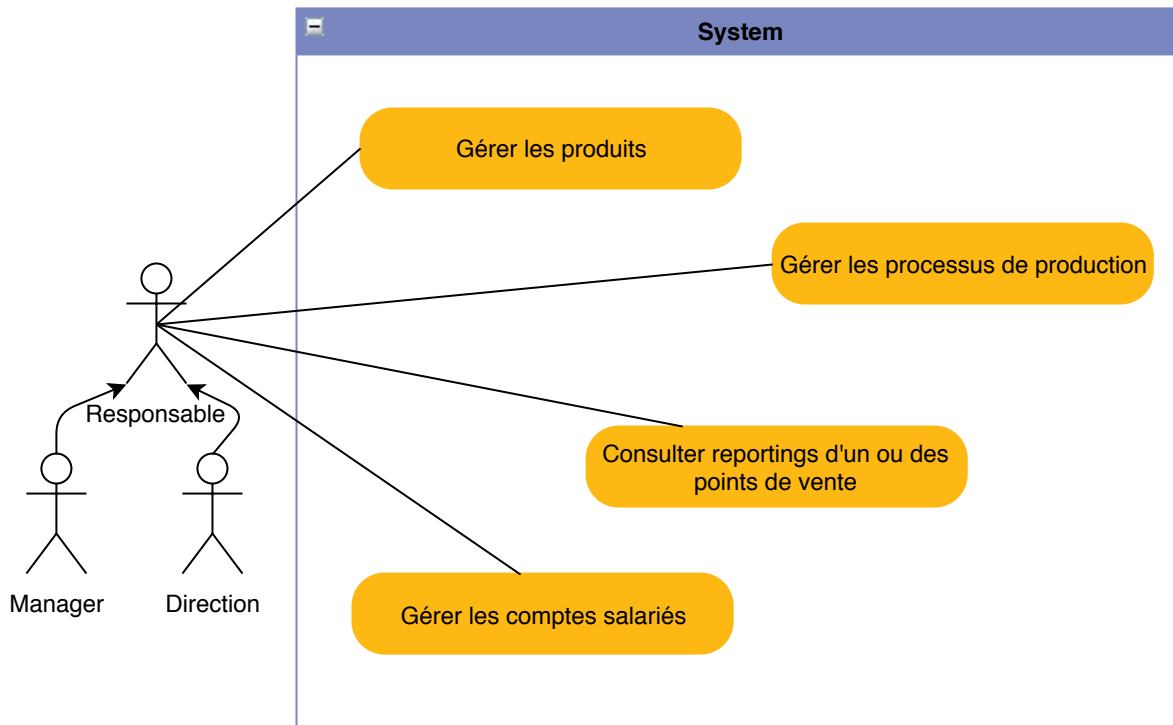 System
Gérer les produits
Gérer les processus de production
Responsable
Consulter reportings d'un ou des
points de vente
Manager
Direction
Gérer les comptes salariés